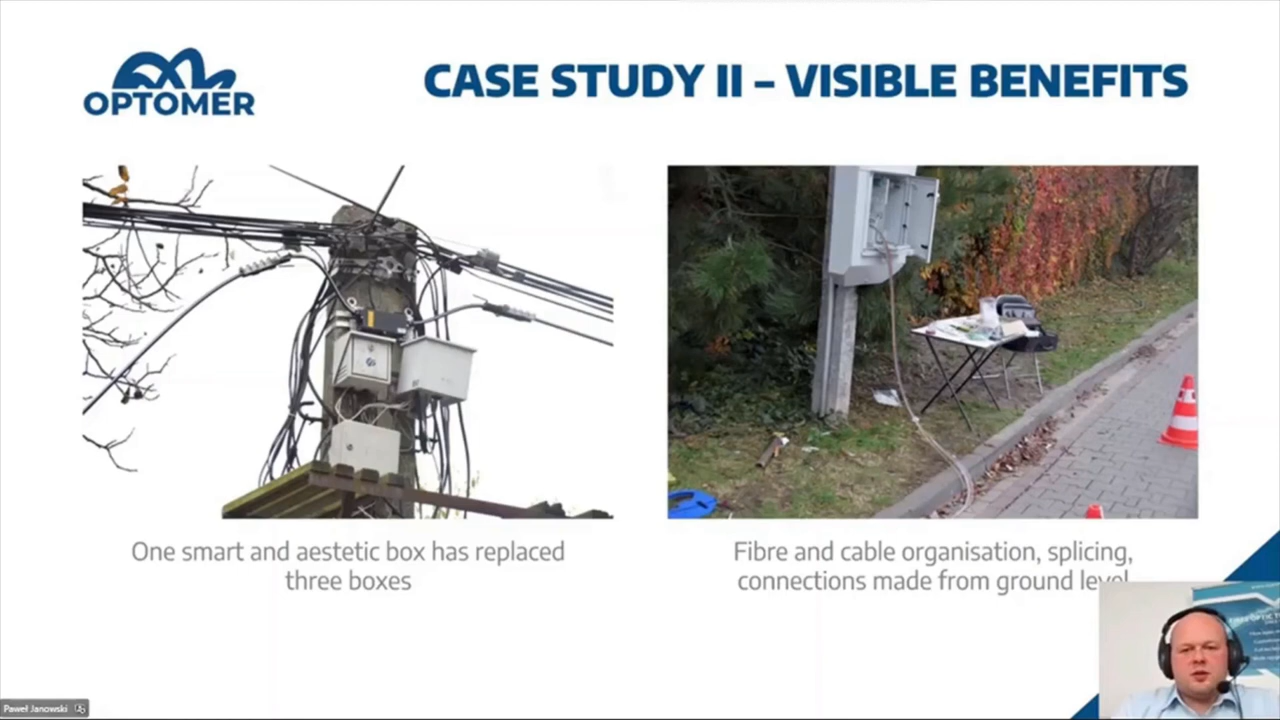 OPTOMER
CASE STUDY II – VISIBLE BENEFITS
One smart and aestetic box has replaced
three boxes
Fibre and cable organisation, splicing,
connections made from ground level
Paweł Janowski